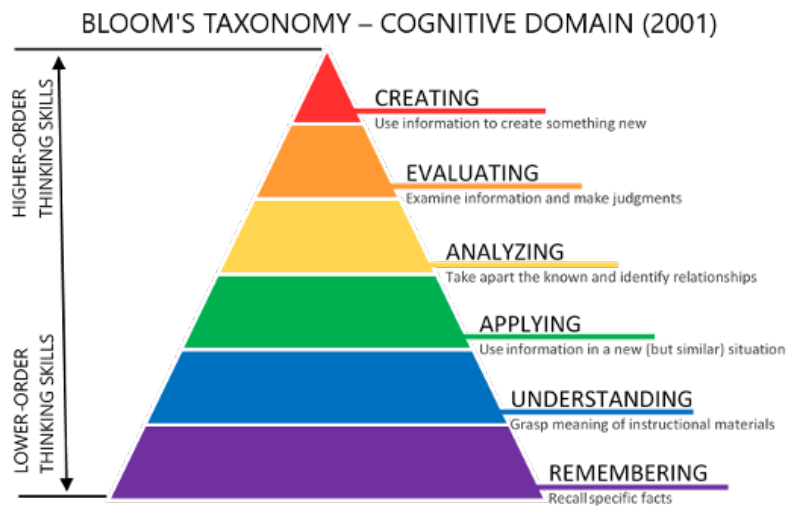 BLOOM'S TAXONOMY – COGNITIVE DOMAIN (2001)
HIGHER-ORDER
THINKING SKILLS
CREATING
Use information to create something new
EVALUATING
Examine information and make judgments
ANALYZING
Take apart the known and identify relationships
APPLYING
Use information in a new (but similar) situation
LOWER-ORDER
THINKING SKILLS
UNDERSTANDING
Grasp meaning of instructional materials
REMEMBERING
Recall specific facts